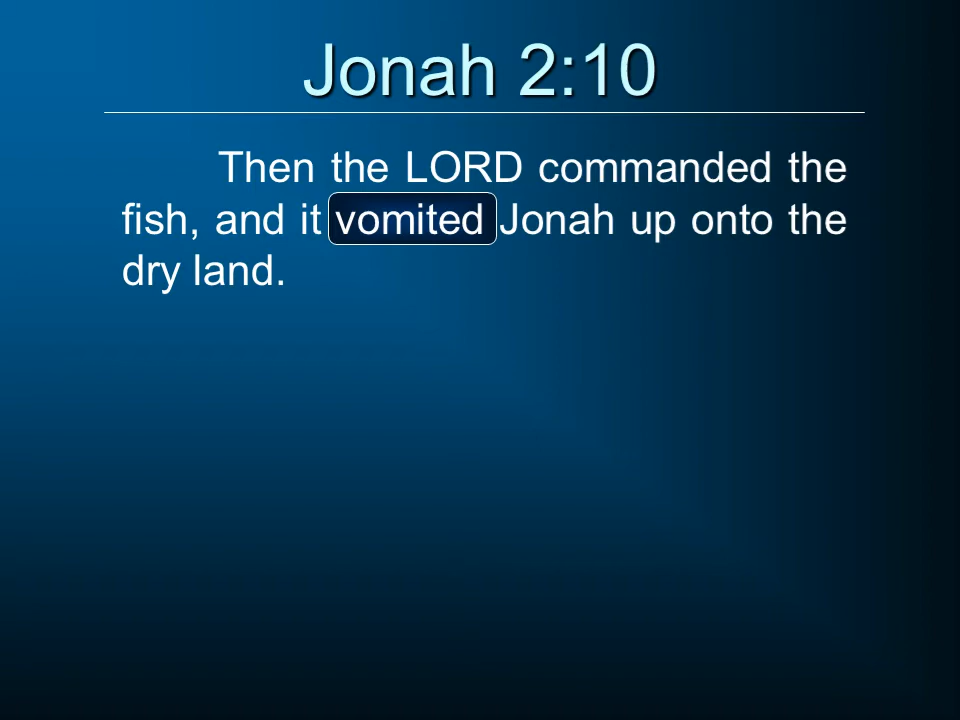 Jonah 2:10
Then the LORD commanded the
fish, and it vomited Jonah up onto the
dry land.